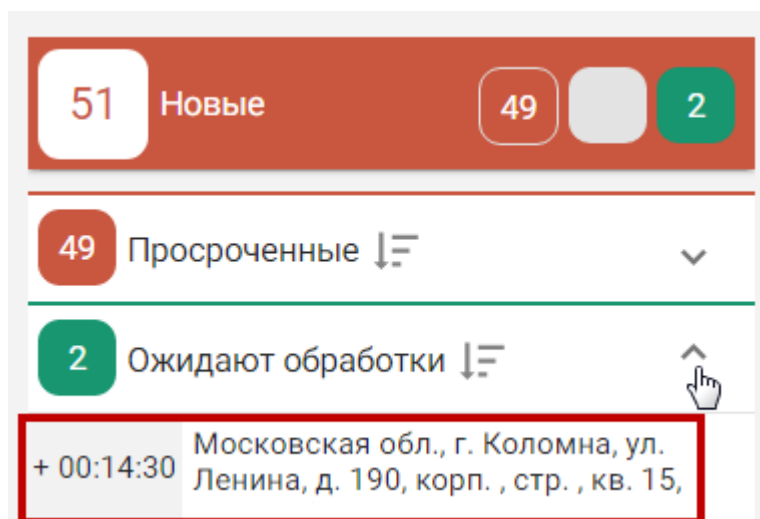 51 Новые 49 2
49 Просроченные
2 Ожидают обработки
+ 00:14:30 Московская обл., г. Коломна, ул.
Ленина, д. 190, корп. , стр. , кв. 15,